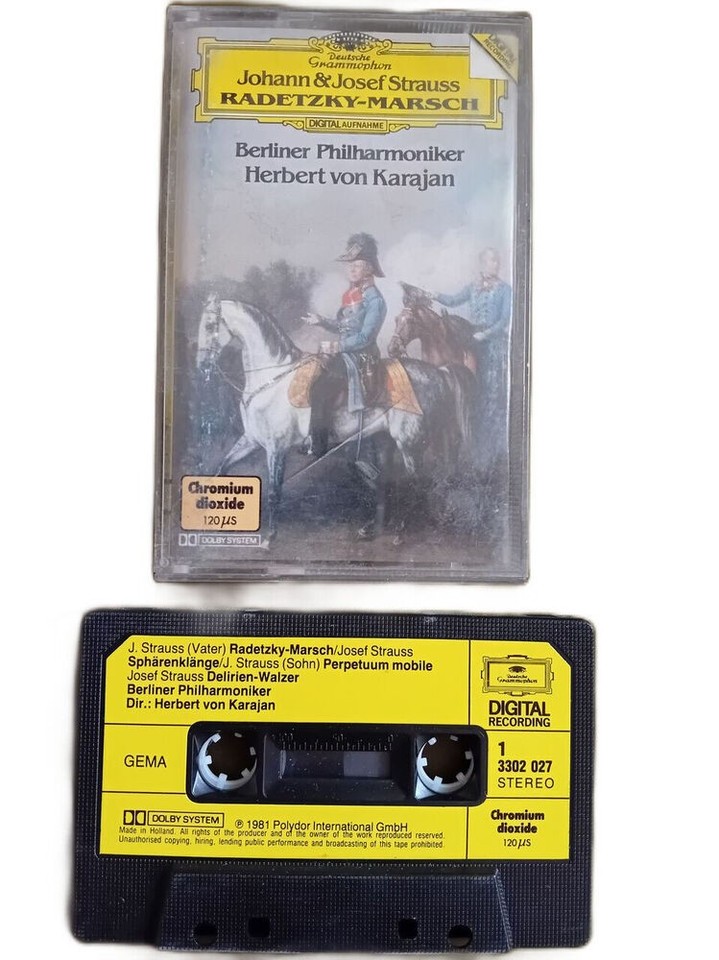 Deutsche
Grammophon
DIGITAL RECORDING
Johann & Josef Strauss
RADETZKY-MARSCH
DIGITAL AUFNAHME
Berliner Philharmoniker
Herbert von Karajan
Chromium
dioxide
120 µS
DOLBY SYSTEM
J. Strauss (Vater) Radetzky-Marsch/Josef Strauss
Sphärenklänge/J. Strauss (Sohn) Perpetuum mobile
Josef Strauss Delirien-Walzer
Berliner Philharmoniker
Dir.: Herbert von Karajan
Deutsche
Grammophon
DIGITAL
RECORDING
GEMA
1
3302 027
STEREO
DOLBY SYSTEM
℗ 1981 Polydor International GmbH
Made in Holland. All rights of the producer and of the owner of the work reproduced reserved.
Unauthorised copying, hiring, lending public performance and broadcasting of this tape prohibited.
Chromium
dioxide
120 µS